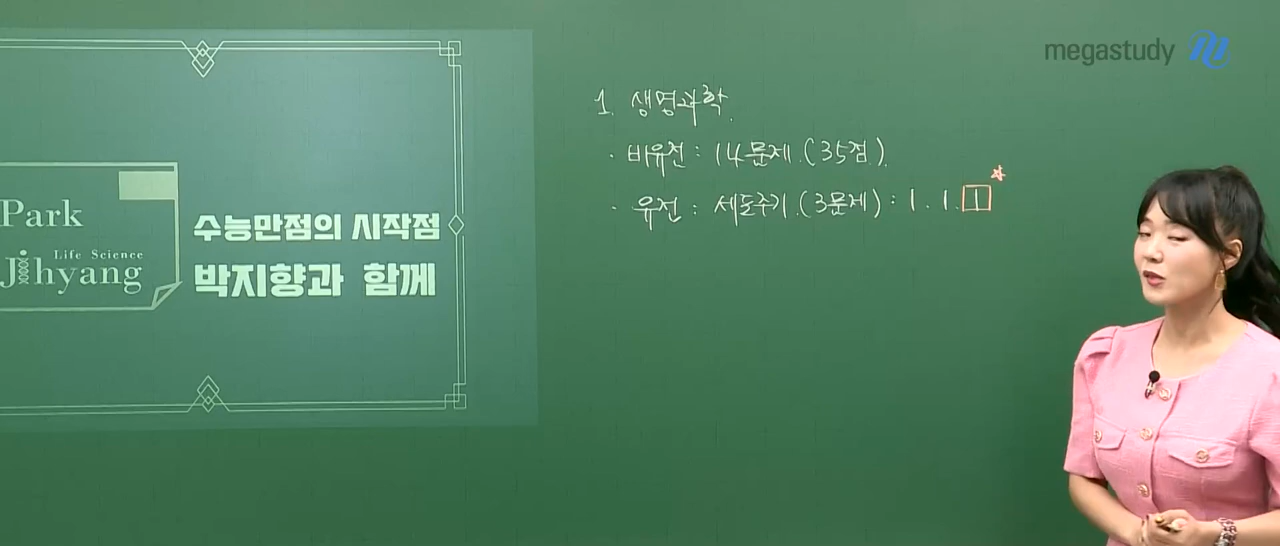 megastudy
1. 생명과학.
· 비유전 : 14문제. (35점).
· 유전 : 세포주기. (3문제) : 1. 1. 1
Park
Life Science
Jihyang
수능만점의 시작점
박지향과 함께